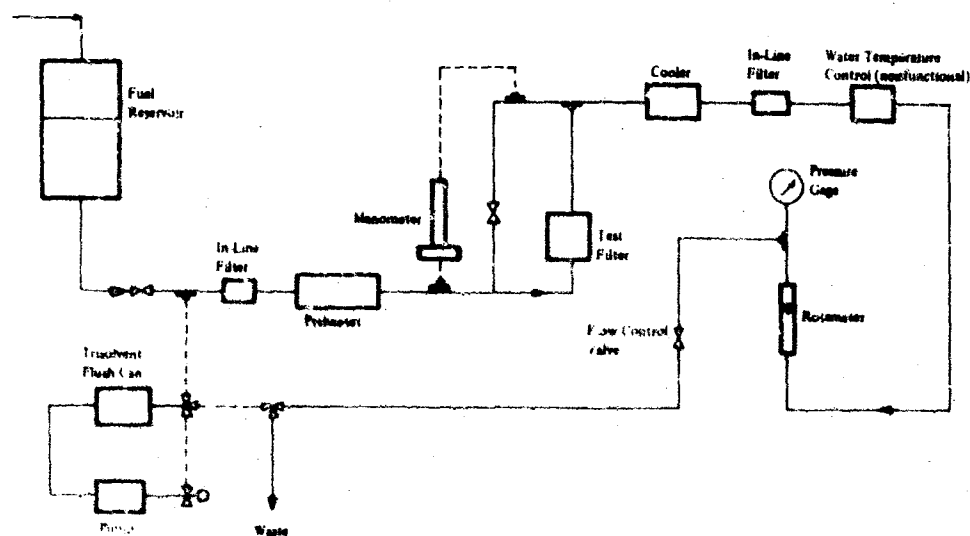 Fuel
Reservoir
Manometer
In-Line
Filter
Preheater
Test
Filter
Cooler
In-Line
Filter
Water Temperature
Control (nonfunctional)
Pressure
Gage
Rotameter
Flow Control
Valve
Trisolvent
Flush Can
Pump
Waste